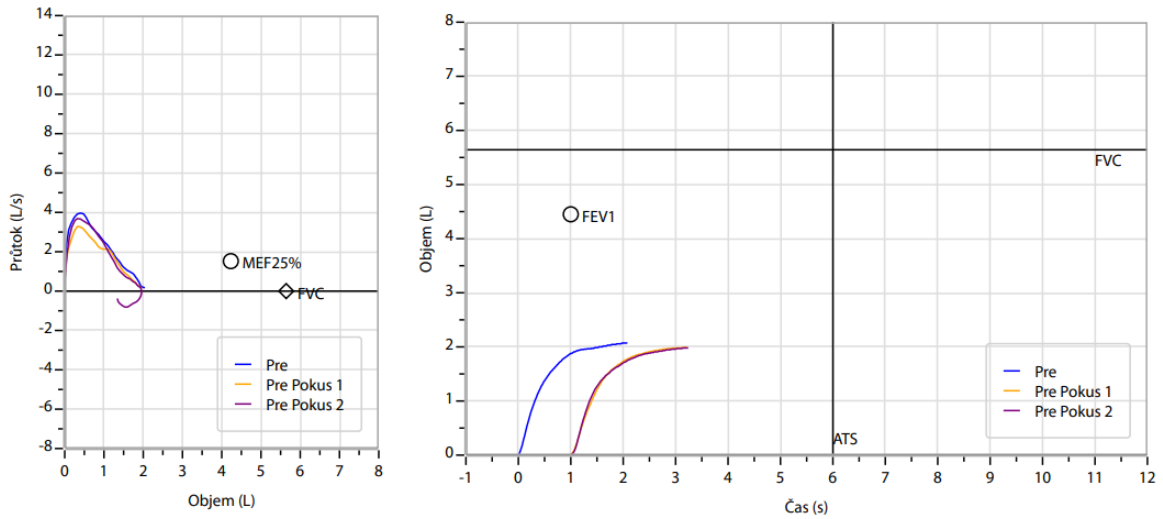 14
12
10
8
6
4
2
0
-2
-4
-6
-8
Průtok (L/s)
MEF25%
FVC
Pre
Pre Pokus 1
Pre Pokus 2
0 1 2 3 4 5 6 7 8
Objem (L)
8
7
6
5
4
3
2
1
0
Objem (L)
FVC
FEV1
Pre
Pre Pokus 1
Pre Pokus 2
ATS
-1 0 1 2 3 4 5 6 7 8 9 10 11 12
Čas (s)